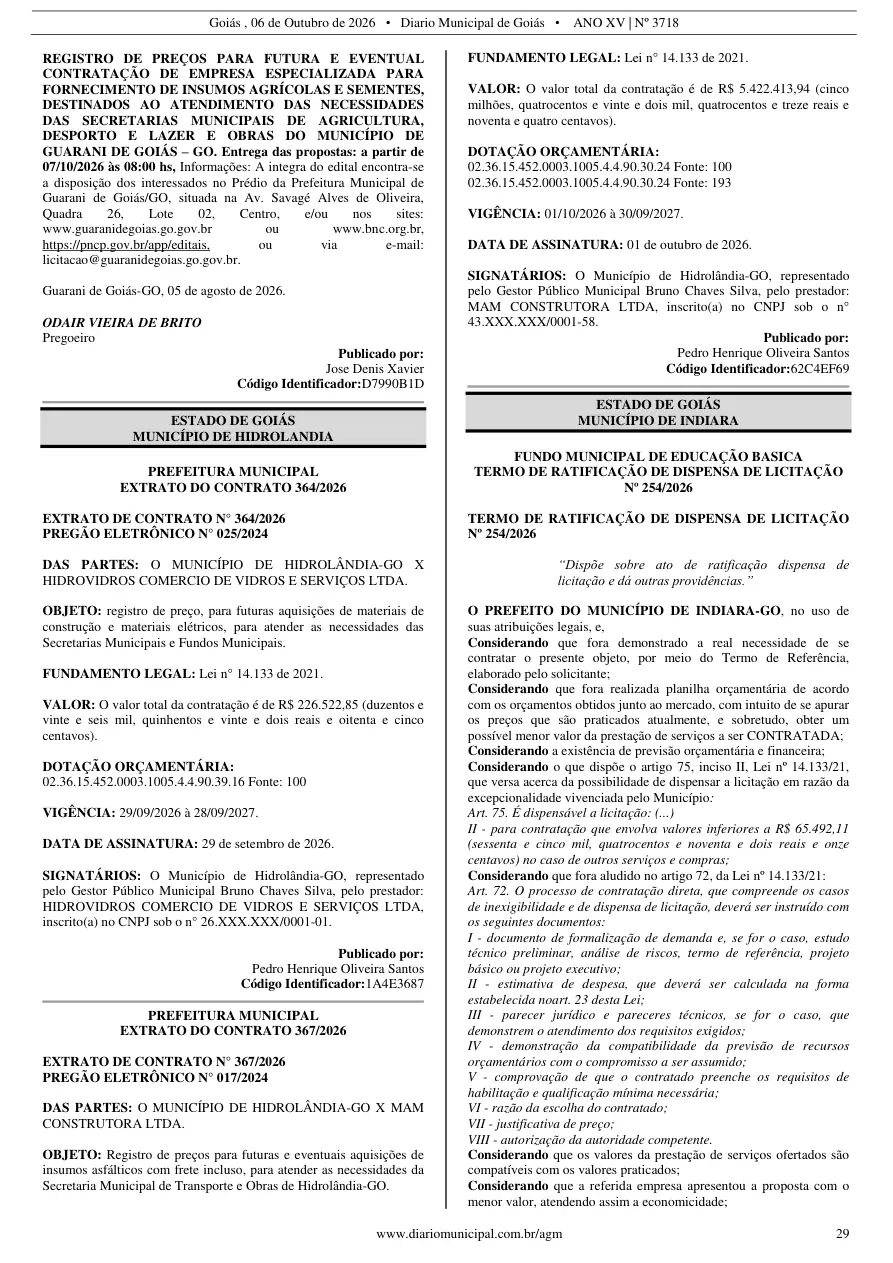 Goiás , 06 de Outubro de 2026 • Diario Municipal de Goiás • ANO XV | Nº 3718
REGISTRO DE PREÇOS PARA FUTURA E EVENTUAL
CONTRATAÇÃO DE EMPRESA ESPECIALIZADA PARA
FORNECIMENTO DE INSUMOS AGRÍCOLAS E SEMENTES,
DESTINADOS AO ATENDIMENTO DAS NECESSIDADES
DAS SECRETARIAS MUNICIPAIS DE AGRICULTURA,
DESPORTO E LAZER E OBRAS DO MUNICÍPIO DE
GUARANI DE GOIÁS – GO. Entrega das propostas: a partir de
07/10/2026 às 08:00 hs, Informações: A integra do edital encontra-se
a disposição dos interessados no Prédio da Prefeitura Municipal de
Guarani de Goiás/GO, situada na Av. Savagé Alves de Oliveira,
Quadra 26, Lote 02, Centro, e/ou nos sites:
www.guaranidegoias.go.gov.br ou www.bnc.org.br,
https://pncp.gov.br/app/editais, ou via e-mail:
licitacao@guaranidegoias.go.gov.br.
Guarani de Goiás-GO, 05 de agosto de 2026.
ODAIR VIEIRA DE BRITO
Pregoeiro
Publicado por:
Jose Denis Xavier
Código Identificador:D7990B1D
ESTADO DE GOIÁS
MUNICÍPIO DE HIDROLANDIA
PREFEITURA MUNICIPAL
EXTRATO DO CONTRATO 364/2026
EXTRATO DE CONTRATO N° 364/2026
PREGÃO ELETRÔNICO N° 025/2024
DAS PARTES: O MUNICÍPIO DE HIDROLÂNDIA-GO X
HIDROVIDROS COMERCIO DE VIDROS E SERVIÇOS LTDA.
OBJETO: registro de preço, para futuras aquisições de materiais de
construção e materiais elétricos, para atender as necessidades das
Secretarias Municipais e Fundos Municipais.
FUNDAMENTO LEGAL: Lei n° 14.133 de 2021.
VALOR: O valor total da contratação é de R$ 226.522,85 (duzentos e
vinte e seis mil, quinhentos e vinte e dois reais e oitenta e cinco
centavos).
DOTAÇÃO ORÇAMENTÁRIA:
02.36.15.452.0003.1005.4.4.90.39.16 Fonte: 100
VIGÊNCIA: 29/09/2026 à 28/09/2027.
DATA DE ASSINATURA: 29 de setembro de 2026.
SIGNATÁRIOS: O Município de Hidrolândia-GO, representado
pelo Gestor Público Municipal Bruno Chaves Silva, pelo prestador:
HIDROVIDROS COMERCIO DE VIDROS E SERVIÇOS LTDA,
inscrito(a) no CNPJ sob o n° 26.XXX.XXX/0001-01.
Publicado por:
Pedro Henrique Oliveira Santos
Código Identificador:1A4E3687
PREFEITURA MUNICIPAL
EXTRATO DO CONTRATO 367/2026
EXTRATO DE CONTRATO N° 367/2026
PREGÃO ELETRÔNICO N° 017/2024
DAS PARTES: O MUNICÍPIO DE HIDROLÂNDIA-GO X MAM
CONSTRUTORA LTDA.
OBJETO: Registro de preços para futuras e eventuais aquisições de
insumos asfálticos com frete incluso, para atender as necessidades da
Secretaria Municipal de Transporte e Obras de Hidrolândia-GO.
FUNDAMENTO LEGAL: Lei n° 14.133 de 2021.
VALOR: O valor total da contratação é de R$ 5.422.413,94 (cinco
milhões, quatrocentos e vinte e dois mil, quatrocentos e treze reais e
noventa e quatro centavos).
DOTAÇÃO ORÇAMENTÁRIA:
02.36.15.452.0003.1005.4.4.90.30.24 Fonte: 100
02.36.15.452.0003.1005.4.4.90.30.24 Fonte: 193
VIGÊNCIA: 01/10/2026 à 30/09/2027.
DATA DE ASSINATURA: 01 de outubro de 2026.
SIGNATÁRIOS: O Município de Hidrolândia-GO, representado
pelo Gestor Público Municipal Bruno Chaves Silva, pelo prestador:
MAM CONSTRUTORA LTDA, inscrito(a) no CNPJ sob o n°
43.XXX.XXX/0001-58.
Publicado por:
Pedro Henrique Oliveira Santos
Código Identificador:62C4EF69
ESTADO DE GOIÁS
MUNICÍPIO DE INDIARA
FUNDO MUNICIPAL DE EDUCAÇÃO BASICA
TERMO DE RATIFICAÇÃO DE DISPENSA DE LICITAÇÃO
Nº 254/2026
TERMO DE RATIFICAÇÃO DE DISPENSA DE LICITAÇÃO
Nº 254/2026
“Dispõe sobre ato de ratificação dispensa de
licitação e dá outras providências.”
O PREFEITO DO MUNICÍPIO DE INDIARA-GO, no uso de
suas atribuições legais, e,
Considerando que fora demonstrado a real necessidade de se
contratar o presente objeto, por meio do Termo de Referência,
elaborado pelo solicitante;
Considerando que fora realizada planilha orçamentária de acordo
com os orçamentos obtidos junto ao mercado, com intuito de se apurar
os preços que são praticados atualmente, e sobretudo, obter um
possível menor valor da prestação de serviços a ser CONTRATADA;
Considerando a existência de previsão orçamentária e financeira;
Considerando o que dispõe o artigo 75, inciso II, Lei nº 14.133/21,
que versa acerca da possibilidade de dispensar a licitação em razão da
excepcionalidade vivenciada pelo Município:
Art. 75. É dispensável a licitação: (...)
II - para contratação que envolva valores inferiores a R$ 65.492,11
(sessenta e cinco mil, quatrocentos e noventa e dois reais e onze
centavos) no caso de outros serviços e compras;
Considerando que fora aludido no artigo 72, da Lei nº 14.133/21:
Art. 72. O processo de contratação direta, que compreende os casos
de inexigibilidade e de dispensa de licitação, deverá ser instruído com
os seguintes documentos:
I - documento de formalização de demanda e, se for o caso, estudo
técnico preliminar, análise de riscos, termo de referência, projeto
básico ou projeto executivo;
II - estimativa de despesa, que deverá ser calculada na forma
estabelecida noart. 23 desta Lei;
III - parecer jurídico e pareceres técnicos, se for o caso, que
demonstrem o atendimento dos requisitos exigidos;
IV - demonstração da compatibilidade da previsão de recursos
orçamentários com o compromisso a ser assumido;
V - comprovação de que o contratado preenche os requisitos de
habilitação e qualificação mínima necessária;
VI - razão da escolha do contratado;
VII - justificativa de preço;
VIII - autorização da autoridade competente.
Considerando que os valores da prestação de serviços ofertados são
compatíveis com os valores praticados;
Considerando que a referida empresa apresentou a proposta com o
menor valor, atendendo assim a economicidade;
www.diariomunicipal.com.br/agm
29